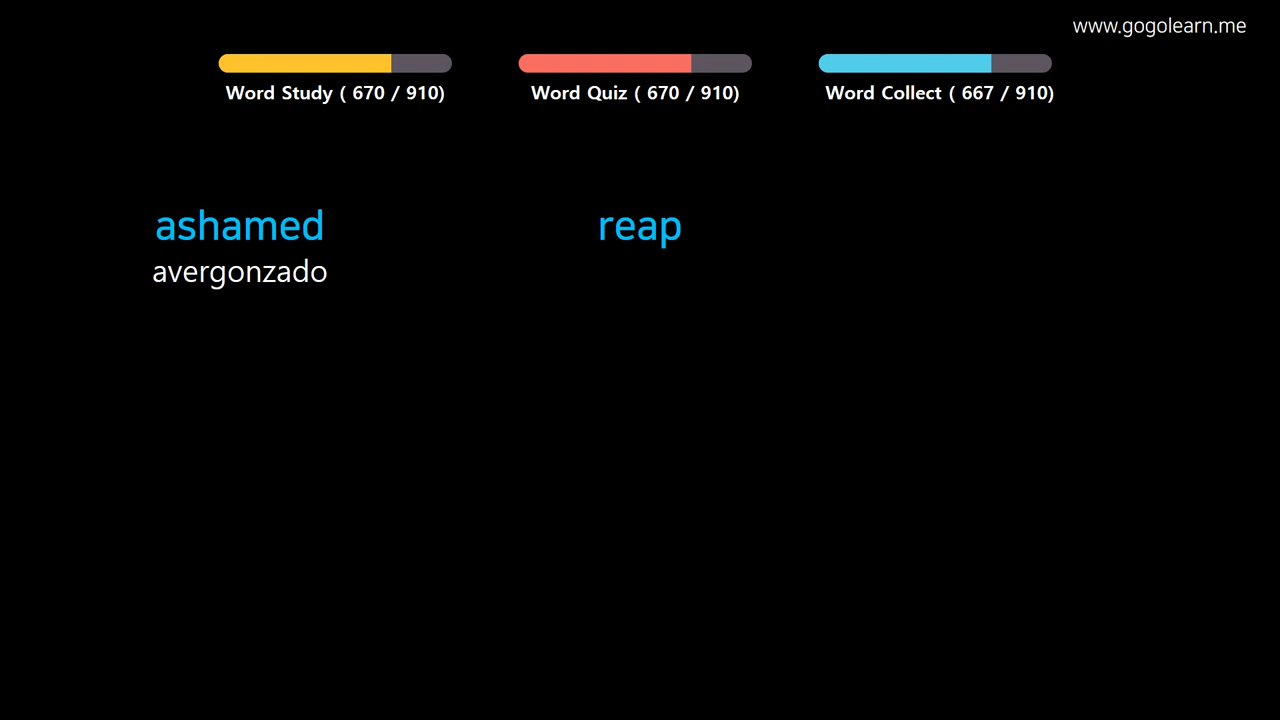 www.gogolearn.me
Word Study ( 670 / 910)
Word Quiz ( 670 / 910)
Word Collect ( 667 / 910)
ashamed
avergonzado
reap